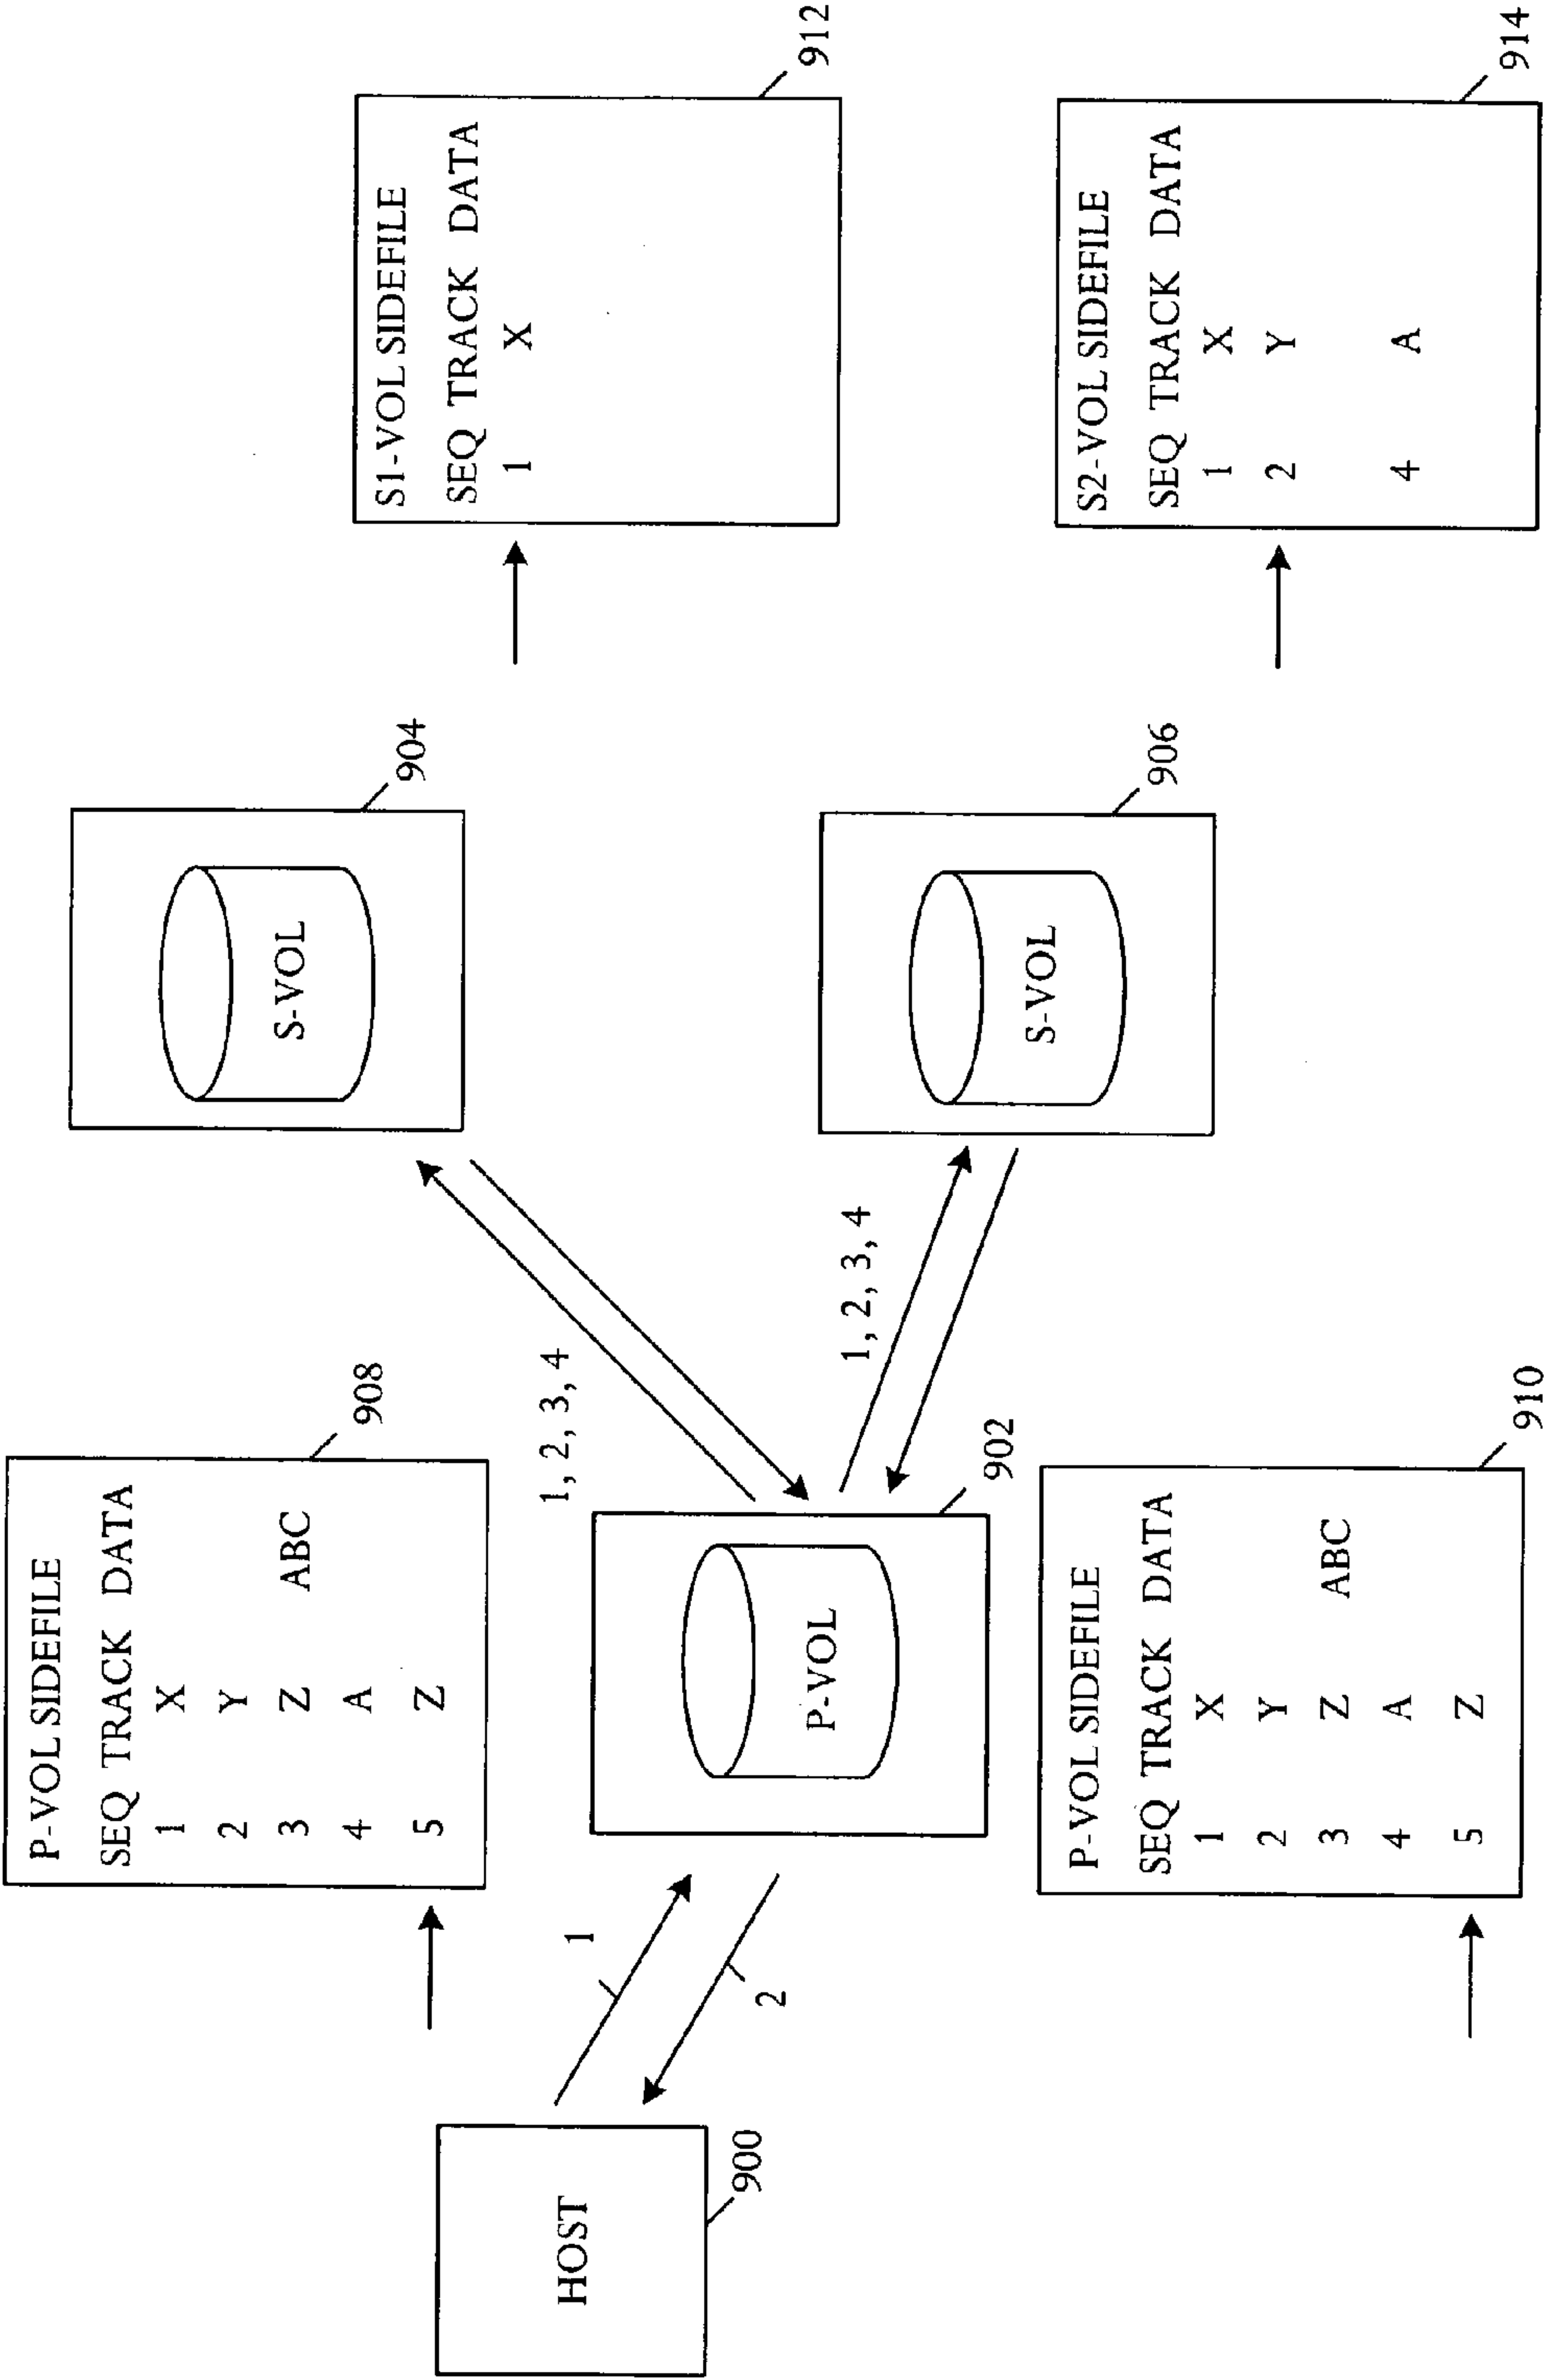 P-VOL SIDEFILE
SEQ TRACK DATA
1 X
2 Y
3 Z ABC
4 A
5 Z
908
904
S-VOL
S1-VOL SIDEFILE
SEQ TRACK DATA
1 X
912
HOST
900
1
2
P-VOL
902
1, 2, 3, 4
1, 2, 3, 4
S-VOL
906
P-VOL SIDEFILE
SEQ TRACK DATA
1 X
2 Y
3 Z ABC
4 A
5 Z
910
S2-VOL SIDEFILE
SEQ TRACK DATA
1 X
2 Y
4 A
914